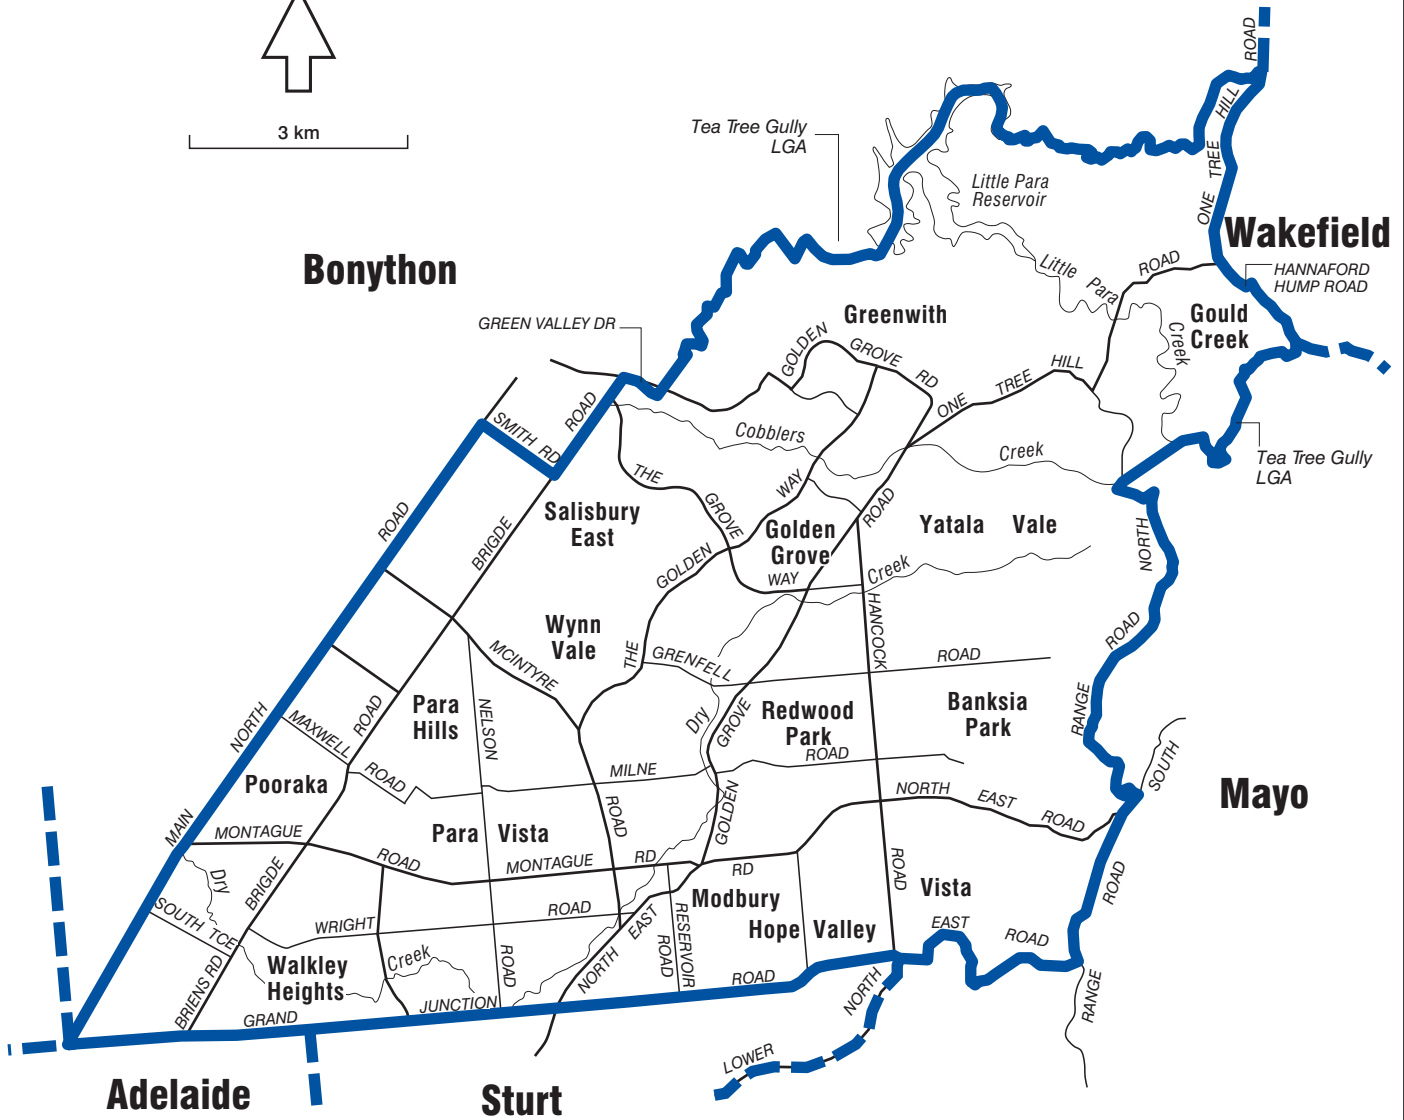 ROAD
3 km
HILL
Tea Tree Gully
LGA
TREE
Little Para
Reservoir
ONE
Wakefield
Bonython
Little
Para
ROAD
HANNAFORD
HUMP ROAD
GREEN VALLEY DR
Greenwith
Gould
Creek
Creek
GOLDEN
GROVE
RD
ONE
TREE
HILL
SMITH RD
ROAD
Cobblers
Creek
Tea Tree Gully
LGA
THE
GROVE
WAY
ROAD
ROAD
BRIGDE
Salisbury
East
Golden
Grove
Yatala Vale
NORTH
GOLDEN
WAY
Creek
HANCOCK
Wynn
Vale
THE
MCINTYRE
GRENFELL
ROAD
ROAD
Para
Hills
NELSON
Dry
GROVE
Redwood
Park
Banksia
Park
RANGE
NORTH
MAXWELL
ROAD
ROAD
ROAD
SOUTH
Pooraka
MILNE
Mayo
NORTH
EAST
ROAD
MAIN
MONTAGUE
ROAD
Para Vista
ROAD
GOLDEN
MONTAGUE
RD
RD
ROAD
ROAD
Dry
BRIGDE
Vista
Modbury
SOUTH TCE
WRIGHT
ROAD
EAST
RESERVOIR
ROAD
Hope Valley
EAST
ROAD
Walkley
Heights
Creek
ROAD
NORTH
BRIENS RD
GRAND
JUNCTION
ROAD
NORTH
RANGE
LOWER
Adelaide
Sturt